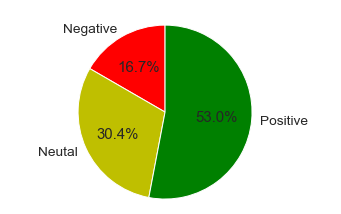 Negative
16.7%
53.0%
Positive
30.4%
Neutal